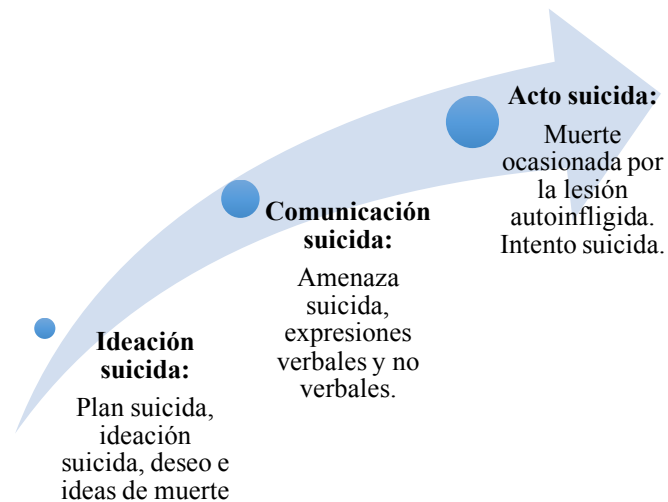 Ideación
suicida:
Plan suicida,
ideación
suicida, deseo e
ideas de muerte
Comunicación
suicida:
Amenaza
suicida,
expresiones
verbales y no
verbales.
Acto suicida:
Muerte
ocasionada por
la lesión
autoinfligida.
Intento suicida.